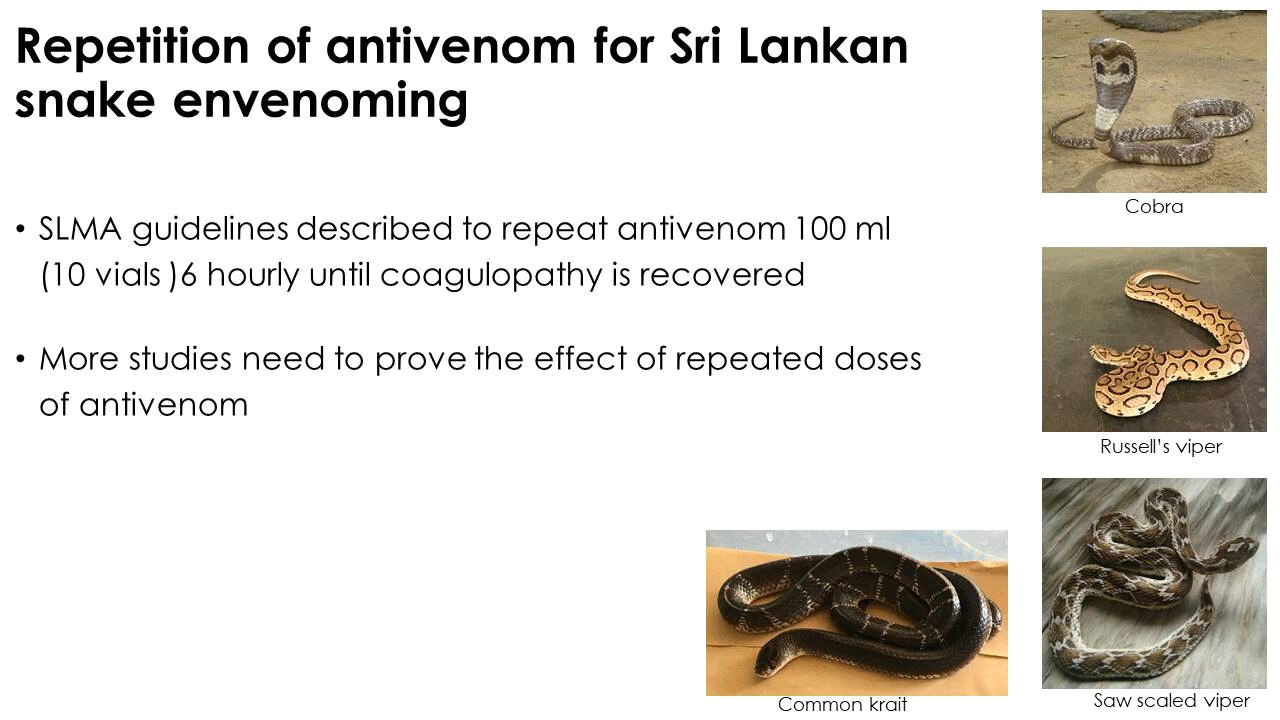 Repetition of antivenom for Sri Lankan
snake envenoming
• SLMA guidelines described to repeat antivenom 100 ml
(10 vials )6 hourly until coagulopathy is recovered
• More studies need to prove the effect of repeated doses
of antivenom
Cobra
Russell’s viper
Saw scaled viper
Common krait